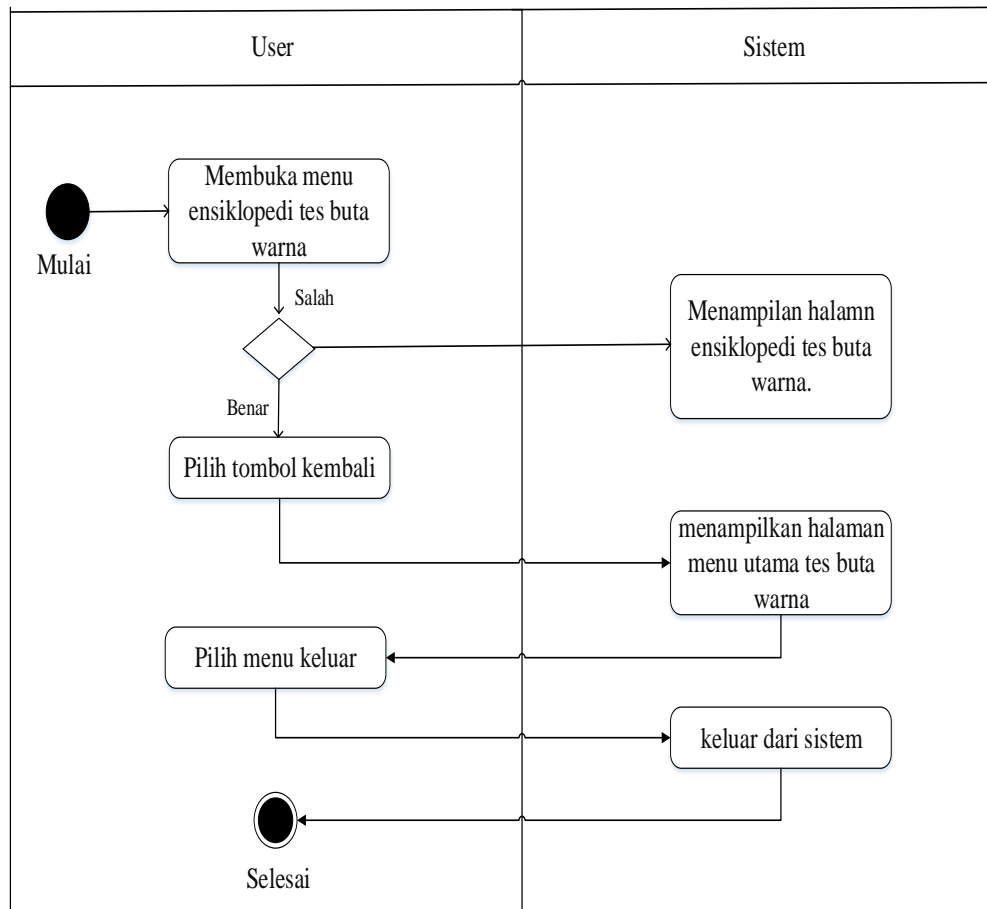 User
Sistem
Membuka menu
ensiklopedi tes buta
warna
Mulai
Salah
Menampilan halamn
ensiklopedi tes buta
warna.
Benar
Pilih tombol kembali
menampilkan halaman
menu utama tes buta
warna
Pilih menu keluar
keluar dari sistem
Selesai